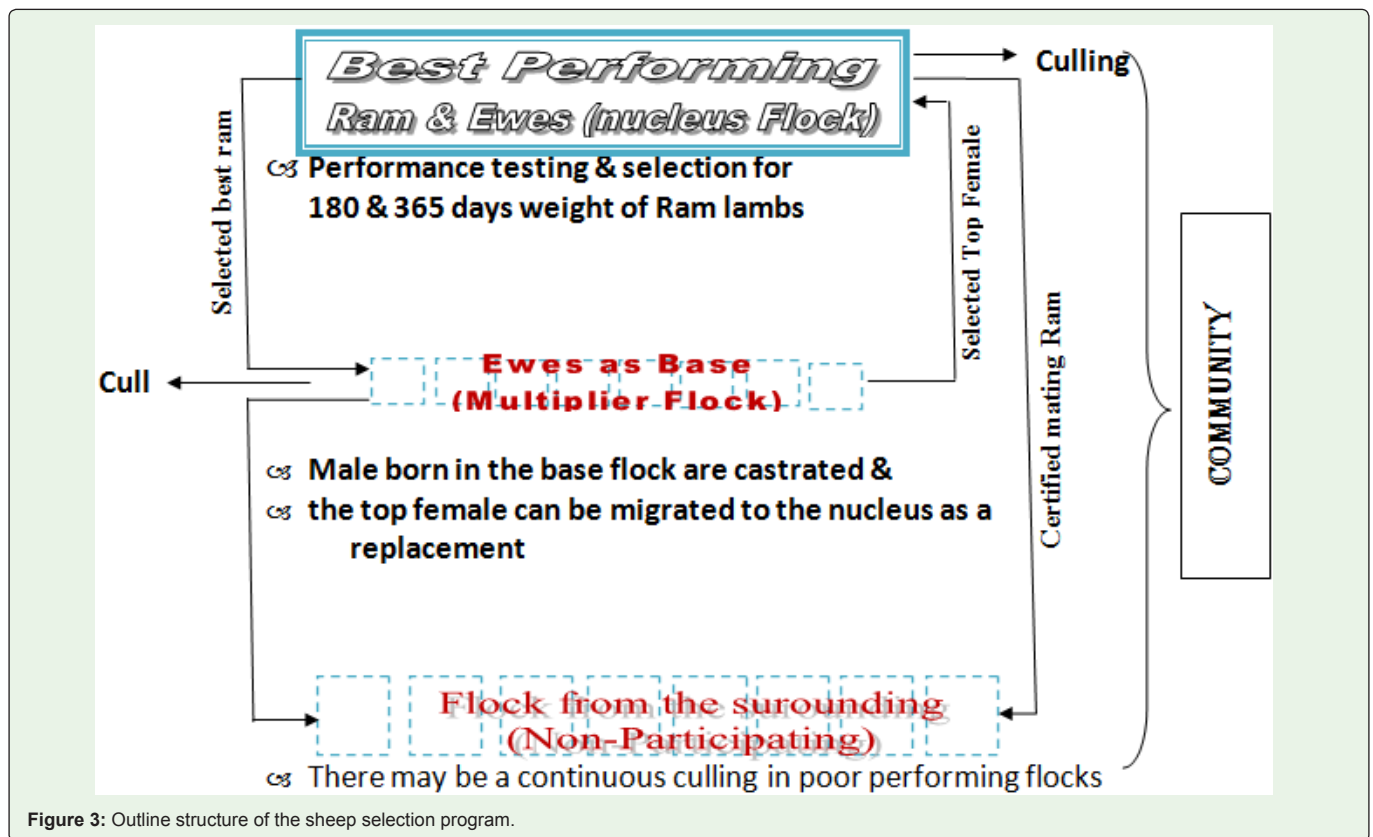 Best Performing
Ram & Ewes (nucleus Flock)
Culling
Selected best ram
Performance testing & selection for
180 & 365 days weight of Ram lambs
Selected Top Female
Certified mating Ram
COMMUNITY
Cull
Ewes as Base
(Multiplier Flock)
Male born in the base flock are castrated &
the top female can be migrated to the nucleus as a
replacement
Flock from the surounding
(Non-Participating)
There may be a continuous culling in poor performing flocks
Figure 3: Outline structure of the sheep selection program.